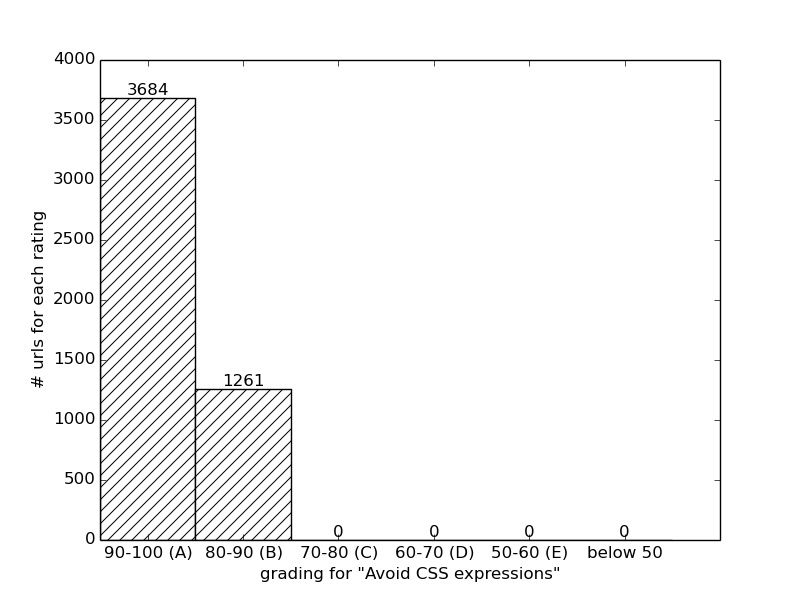 4000
3684
3500
3000
2500
2000
1500
1261
1000
500
0
0 0 0 0
90-100 (A) 80-90 (B) 70-80 (C) 60-70 (D) 50-60 (E) below 50
grading for "Avoid CSS expressions"
# urls for each rating